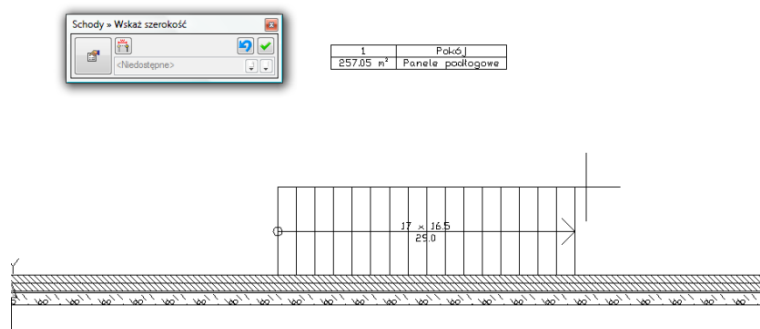 Schody » Wskaż szerokość
<Niedostępne>
1 Pokój
257.05 m² Panele podłogowe
17 x 16.5
29.0
Y